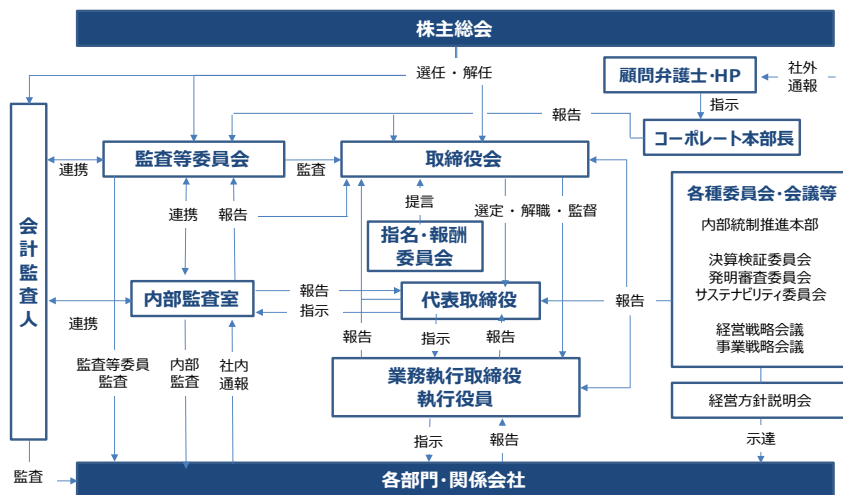 株主総会
選任・解任
顧問弁護士・HP
社外
通報
指示
報告
コーポレート本部長
監査等委員会
監査
取締役会
連携
連携
報告
提言
選定・解職・監督
指名・報酬
委員会
各種委員会・会議等
内部統制推進本部
決算検証委員会
発明審査委員会
サステナビリティ委員会
経営戦略会議
事業戦略会議
会計監査人
内部監査室
報告
指示
代表取締役
報告
連携
報告
指示
報告
監査等委員
監査
内部
監査
社内
通報
業務執行取締役
執行役員
経営方針説明会
指示
報告
示達
監査
各部門・関係会社